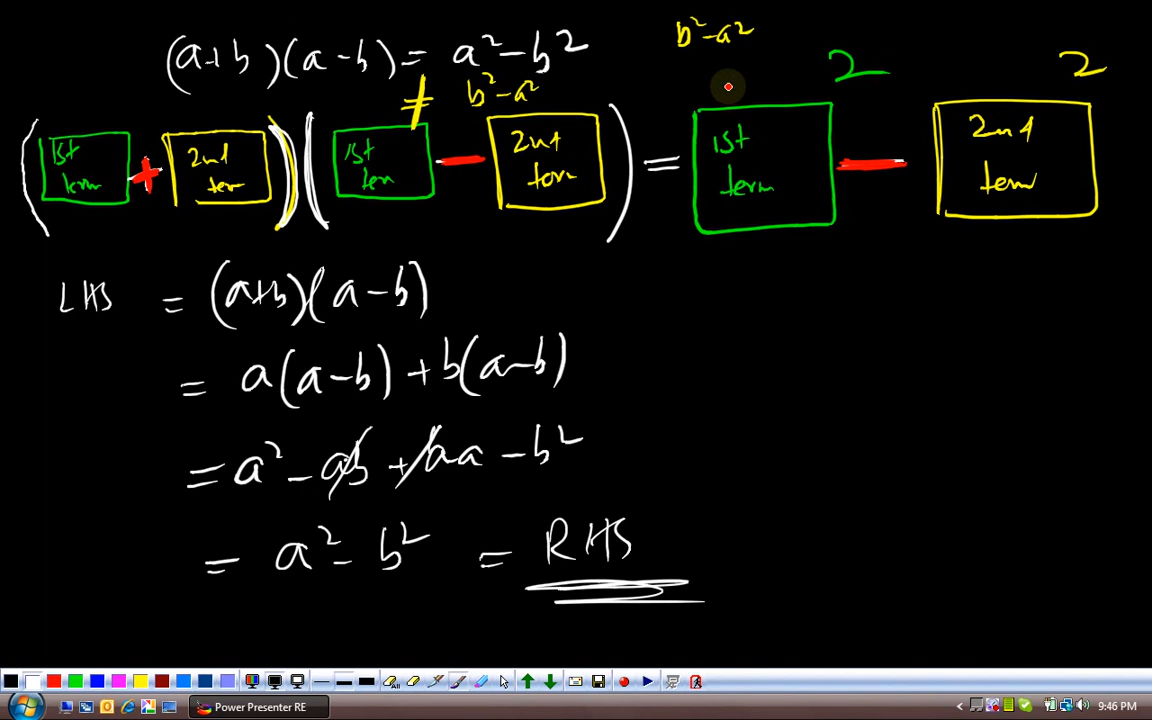 b²-a²
(a+b)(a-b) = a²-b²
≠ b²-a²
2 2
(1st term + 2nd term)(1st term - 2nd term) = 1st term - 2nd term
LHS = (a+b)(a-b)
= a(a-b)+b(a-b)
= a² - ab + ba - b²
= a² - b² = RHS
Power Presenter RE
9:46 PM